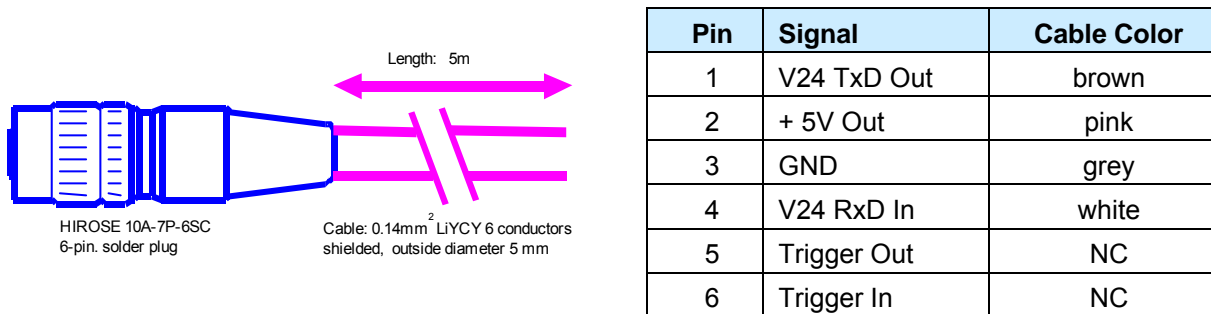 Length: 5m
HIROSE 10A-7P-6SC
6-pin. solder plug
Cable: 0.14mm² LiYCY 6 conductors
shielded, outside diameter 5 mm
Pin Signal Cable Color
1 V24 TxD Out brown
2 + 5V Out pink
3 GND grey
4 V24 RxD In white
5 Trigger Out NC
6 Trigger In NC